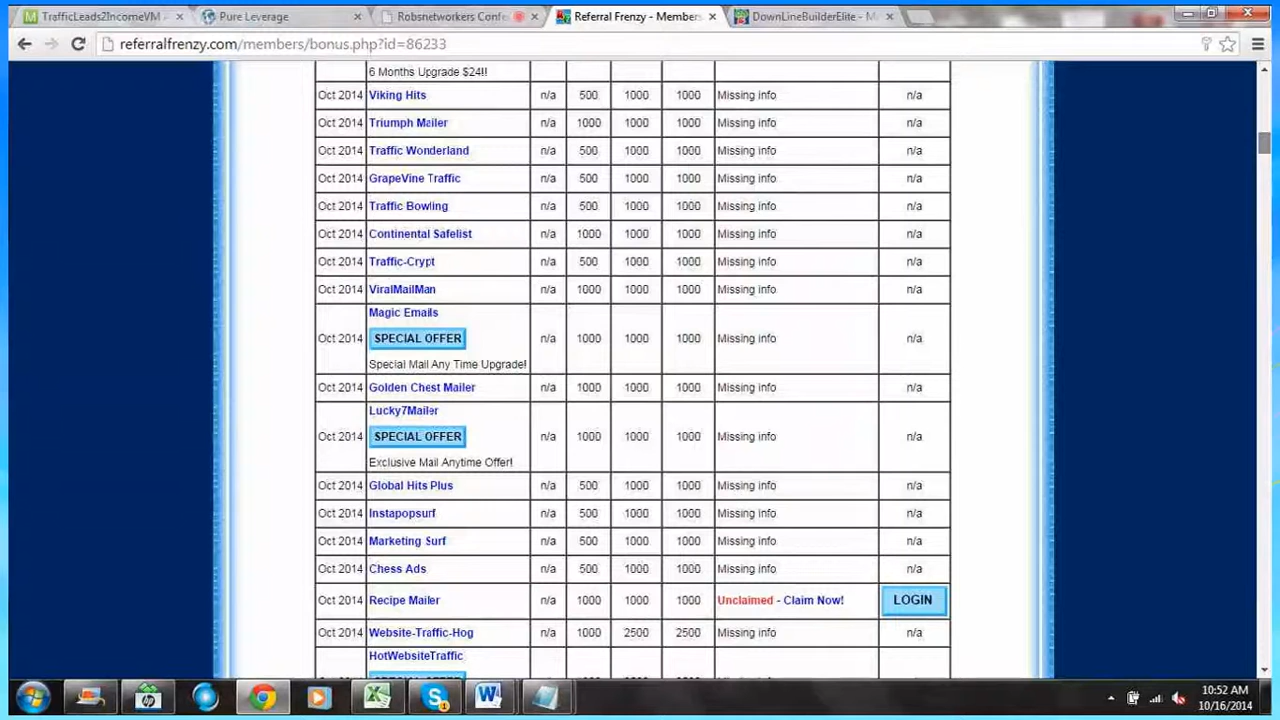 TrafficLeads2IncomeVM
Pure Leverage
Robsnetworkers Confe
Referral Frenzy - Members
DownLineBuilderElite - M
referralfrenzy.com/members/bonus.php?id=86233
6 Months Upgrade $24!!
Oct 2014 Viking Hits n/a 500 1000 1000 Missing info n/a
Oct 2014 Triumph Mailer n/a 1000 1000 1000 Missing info n/a
Oct 2014 Traffic Wonderland n/a 500 1000 1000 Missing info n/a
Oct 2014 GrapeVine Traffic n/a 500 1000 1000 Missing info n/a
Oct 2014 Traffic Bowling n/a 500 1000 1000 Missing info n/a
Oct 2014 Continental Safelist n/a 1000 1000 1000 Missing info n/a
Oct 2014 Traffic-Crypt n/a 500 1000 1000 Missing info n/a
Oct 2014 ViralMailMan n/a 1000 1000 1000 Missing info n/a
Magic Emails
Oct 2014 SPECIAL OFFER n/a 1000 1000 1000 Missing info n/a
Special Mail Any Time Upgrade!
Oct 2014 Golden Chest Mailer n/a 1000 1000 1000 Missing info n/a
Lucky7Mailer
Oct 2014 SPECIAL OFFER n/a 1000 1000 1000 Missing info n/a
Exclusive Mail Anytime Offer!
Oct 2014 Global Hits Plus n/a 500 1000 1000 Missing info n/a
Oct 2014 Instapopsurf n/a 500 1000 1000 Missing info n/a
Oct 2014 Marketing Surf n/a 500 1000 1000 Missing info n/a
Oct 2014 Chess Ads n/a 500 1000 1000 Missing info n/a
Oct 2014 Recipe Mailer n/a 1000 1000 1000 Unclaimed - Claim Now! LOGIN
Oct 2014 Website-Traffic-Hog n/a 1000 2500 2500 Missing info n/a
HotWebsiteTraffic
10:52 AM
10/16/2014